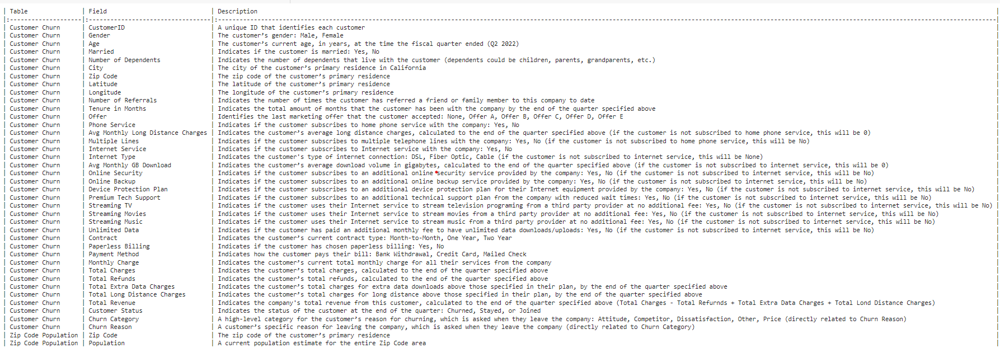 | Table | Field | Description |
|:--------------------|:----------------------------------|:------------------------------------------------------------------------------------------------------------------------------------------------------------------------------------------------------------------------|
| Customer Churn | CustomerID | A unique ID that identifies each customer |
| Customer Churn | Gender | The customer’s gender: Male, Female |
| Customer Churn | Age | The customer’s current age, in years, at the time the fiscal quarter ended (Q2 2022) |
| Customer Churn | Married | Indicates if the customer is married: Yes, No |
| Customer Churn | Number of Dependents | Indicates the number of dependents that live with the customer (dependents could be children, parents, grandparents, etc.) |
| Customer Churn | City | The city of the customer’s primary residence in California |
| Customer Churn | Zip Code | The zip code of the customer’s primary residence |
| Customer Churn | Latitude | The latitude of the customer’s primary residence |
| Customer Churn | Longitude | The longitude of the customer’s primary residence |
| Customer Churn | Number of Referrals | Indicates the number of times the customer has referred a friend or family member to this company to date |
| Customer Churn | Tenure in Months | Indicates the total amount of months that the customer has been with the company by the end of the quarter specified above |
| Customer Churn | Offer | Identifies the last marketing offer that the customer accepted: None, Offer A, Offer B, Offer C, Offer D, Offer E |
| Customer Churn | Phone Service | Indicates if the customer subscribes to home phone service with the company: Yes, No |
| Customer Churn | Avg Monthly Long Distance Charges | Indicates the customer’s average long distance charges, calculated to the end of the quarter specified above (if the customer is not subscribed to home phone service, this will be 0) |
| Customer Churn | Multiple Lines | Indicates if the customer subscribes to multiple telephone lines with the company: Yes, No (if the customer is not subscribed to home phone service, this will be No) |
| Customer Churn | Internet Service | Indicates if the customer subscribes to Internet service with the company: Yes, No |
| Customer Churn | Internet Type | Indicates the customer's type of internet connection: DSL, Fiber Optic, Cable (if the customer is not subscribed to internet service, this will be None) |
| Customer Churn | Avg Monthly GB Download | Indicates the customer’s average download volume in gigabytes, calculated to the end of the quarter specified above (if the customer is not subscribed to internet service, this will be 0) |
| Customer Churn | Online Security | Indicates if the customer subscribes to an additional online security service provided by the company: Yes, No (if the customer is not subscribed to internet service, this will be No) |
| Customer Churn | Online Backup | Indicates if the customer subscribes to an additional online backup service provided by the company: Yes, No (if the customer is not subscribed to internet service, this will be No) |
| Customer Churn | Device Protection Plan | Indicates if the customer subscribes to an additional device protection plan for their Internet equipment provided by the company: Yes, No (if the customer is not subscribed to internet service, this will be No) |
| Customer Churn | Premium Tech Support | Indicates if the customer subscribes to an additional technical support plan from the company with reduced wait times: Yes, No (if the customer is not subscribed to internet service, this will be No) |
| Customer Churn | Streaming TV | Indicates if the customer uses their Internet service to stream television programing from a third party provider at no additional fee: Yes, No (if the customer is not subscribed to internet service, this will be No) |
| Customer Churn | Streaming Movies | Indicates if the customer uses their Internet service to stream movies from a third party provider at no additional fee: Yes, No (if the customer is not subscribed to internet service, this will be No) |
| Customer Churn | Streaming Music | Indicates if the customer uses their Internet service to stream music from a third party provider at no additional fee: Yes, No (if the customer is not subscribed to internet service, this will be No) |
| Customer Churn | Unlimited Data | Indicates if the customer has paid an additional monthly fee to have unlimited data downloads/uploads: Yes, No (if the customer is not subscribed to internet service, this will be No) |
| Customer Churn | Contract | Indicates the customer’s current contract type: Month-to-Month, One Year, Two Year |
| Customer Churn | Paperless Billing | Indicates if the customer has chosen paperless billing: Yes, No |
| Customer Churn | Payment Method | Indicates how the customer pays their bill: Bank Withdrawal, Credit Card, Mailed Check |
| Customer Churn | Monthly Charge | Indicates the customer’s current total monthly charge for all their services from the company |
| Customer Churn | Total Charges | Indicates the customer’s total charges, calculated to the end of the quarter specified above |
| Customer Churn | Total Refunds | Indicates the customer’s total refunds, calculated to the end of the quarter specified above |
| Customer Churn | Total Extra Data Charges | Indicates the customer’s total charges for extra data downloads above those specified in their plan, by the end of the quarter specified above |
| Customer Churn | Total Long Distance Charges | Indicates the customer’s total charges for long distance above those specified in their plan, by the end of the quarter specified above |
| Customer Churn | Total Revenue | Indicates the company's total revenue from this customer, calculated to the end of the quarter specified above (Total Charges - Total Refurnds + Total Extra Data Charges + Total Lond Distance Charges) |
| Customer Churn | Customer Status | Indicates the status of the customer at the end of the quarter: Churned, Stayed, or Joined |
| Customer Churn | Churn Category | A high-level category for the customer’s reason for churning, which is asked when they leave the company: Attitude, Competitor, Dissatisfaction, Other, Price (directly related to Churn Reason) |
| Customer Churn | Churn Reason | A customer’s specific reason for leaving the company, which is asked when they leave the company (directly related to Churn Category) |
| Zip Code Population | Zip Code | The zip code of the customer’s primary residence |
| Zip Code Population | Population | A current population estimate for the entire Zip Code area |